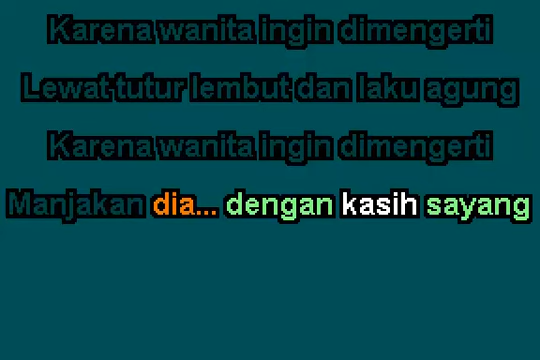 Karena wanita ingin dimengerti
Lewat tutur lembut dan laku agung
Karena wanita ingin dimengerti
Manjakan dia... dengan kasih sayang